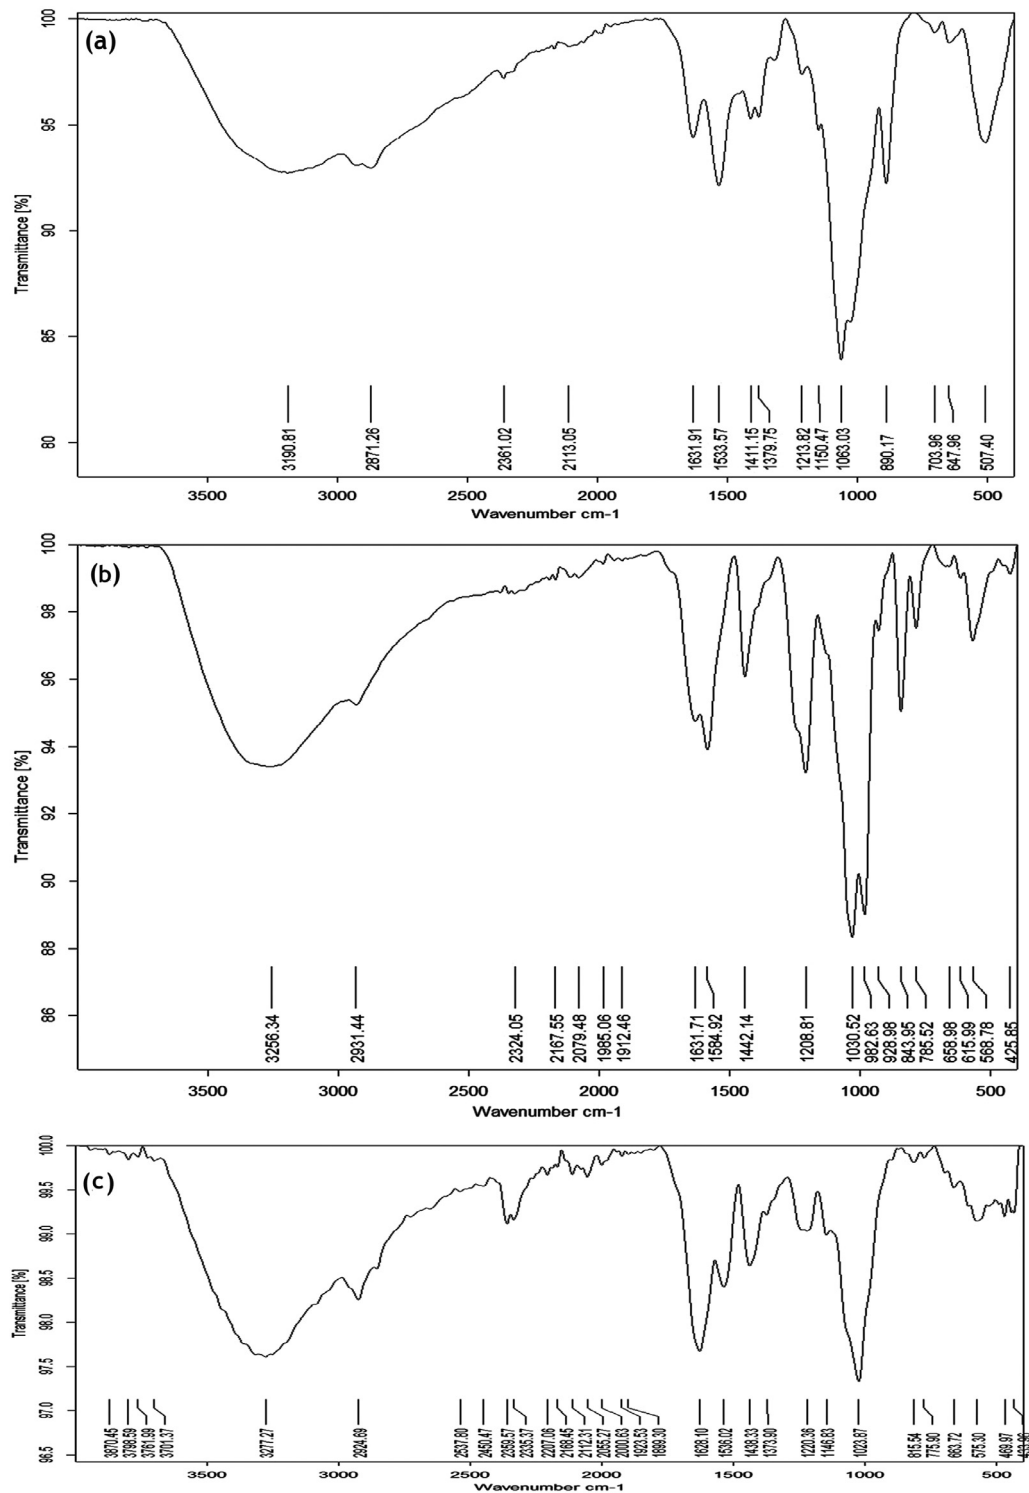 (a)
Transmittance [%]
100
95
90
85
80
3190.81 2871.26 2361.02 2113.05 1631.91 1533.57 1411.15 1379.75 1213.82 1150.47 1063.03 890.17 703.96 647.96 507.40
3500 3000 2500 2000 1500 1000 500
Wavenumber cm-1
(b)
Transmittance [%]
100
98
96
94
92
90
88
86
3256.34 2931.44 2324.05 2167.55 2079.48 1985.06 1912.46 1631.71 1584.92 1442.14 1208.81 1030.52 982.63 928.98 843.95 785.52 658.98 615.99 568.78 425.85
3500 3000 2500 2000 1500 1000 500
Wavenumber cm-1
(c)
Transmittance [%]
100.0
99.5
99.0
98.5
98.0
97.5
97.0
96.5
3870.45 3798.59 3761.99 3701.37 3277.27 2924.69 2537.80 2450.47 2359.57 2335.37 2207.06 2168.45 2112.31 2055.27 2000.63 1923.53 1899.30 1628.10 1536.02 1438.33 1373.90 1220.36 1146.83 1023.87 815.54 775.90 663.72 575.30 469.97
3500 3000 2500 2000 1500 1000 500
Wavenumber cm-1